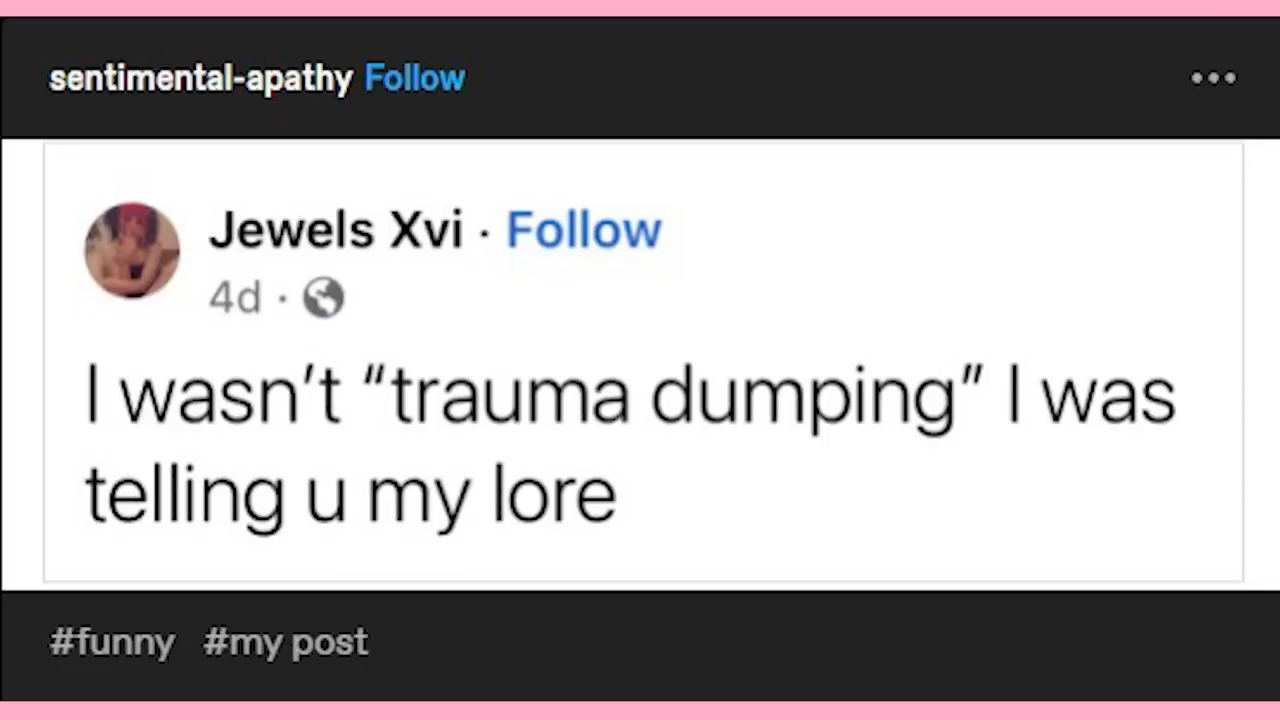 sentimental-apathy Follow
Jewels Xvi · Follow
4d ·
I wasn’t “trauma dumping” I was
telling u my lore
#funny #my post